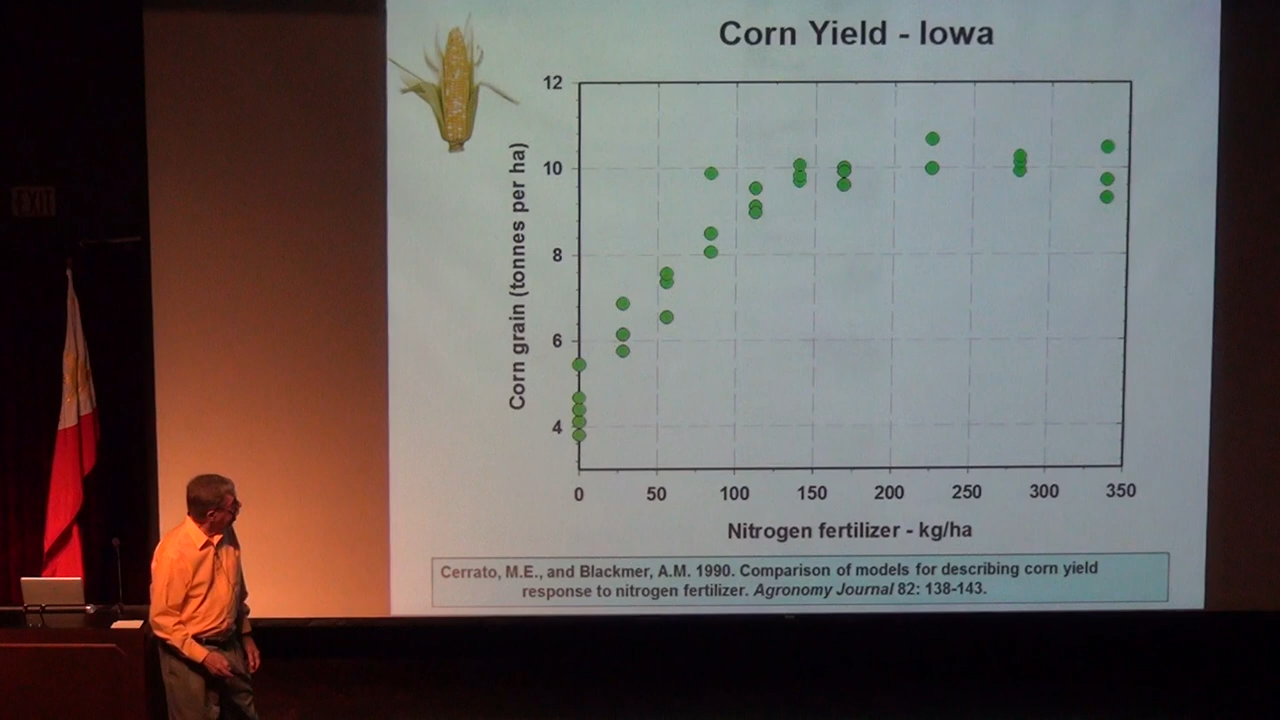 Corn Yield - Iowa
EXIT
12
10
8
6
4
Corn grain (tonnes per ha)
0 50 100 150 200 250 300 350
Nitrogen fertilizer - kg/ha
Cerrato, M.E., and Blackmer, A.M. 1990. Comparison of models for describing corn yield
response to nitrogen fertilizer. Agronomy Journal 82: 138-143.